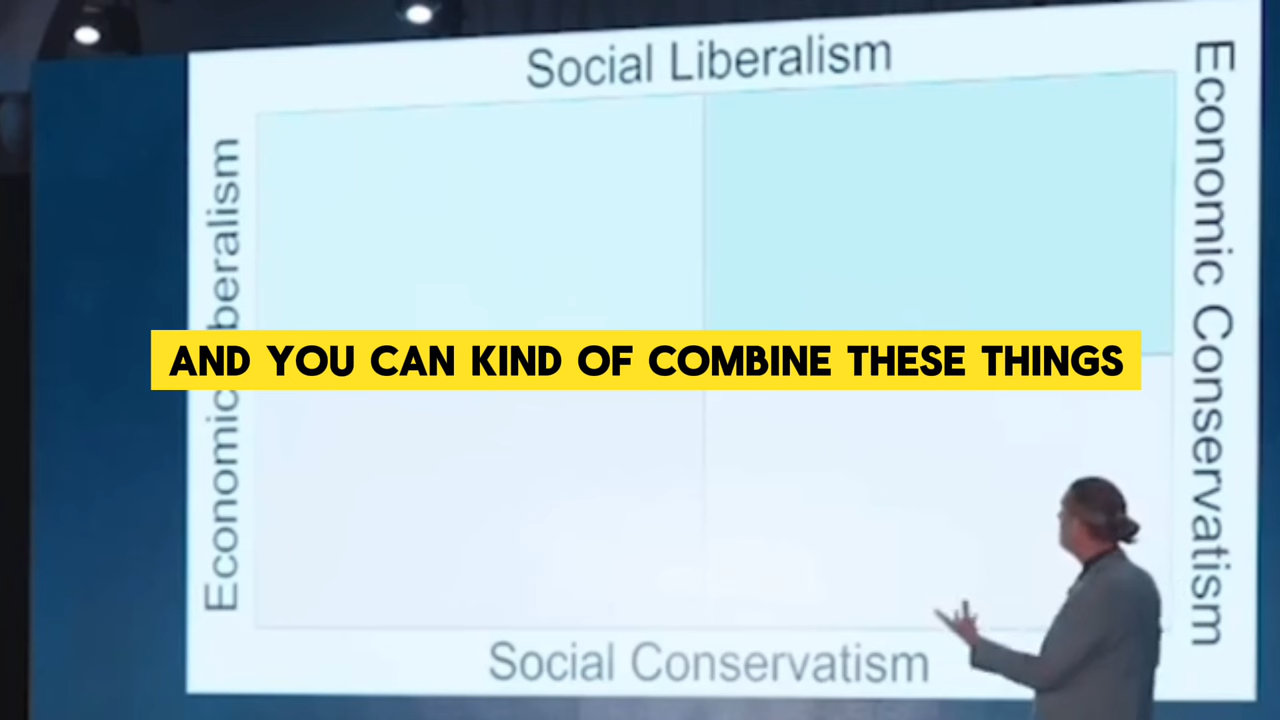 Social Liberalism
Economic Conservatism
Economic beralism
AND YOU CAN KIND OF COMBINE THESE THINGS
Social Conservatism